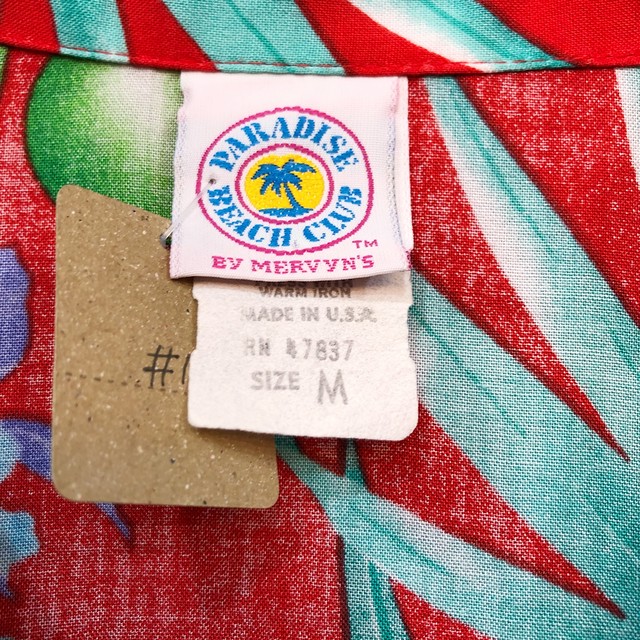 PARADISE
BEACH CLUB
TM
BY MERVYN'S
WARM IRON
MADE IN U.S.A.
RN 47837
SIZE M
#